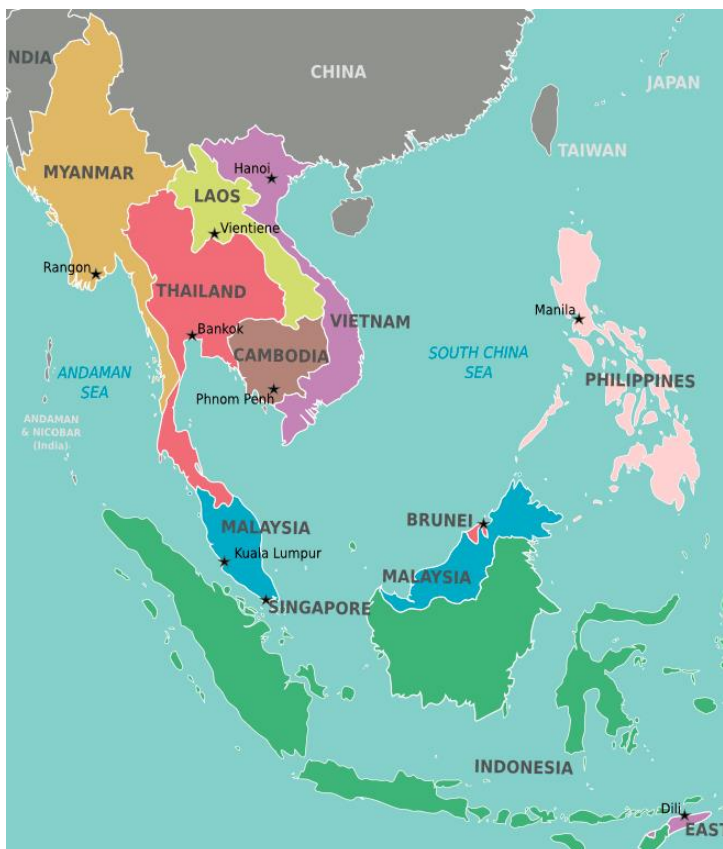 NDIA
CHINA
JAPAN
TAIWAN
MYANMAR
Hanoi
LAOS
Vientiene
Rangon
THAILAND
Bankok
VIETNAM
Manila
CAMBODIA
SOUTH CHINA
SEA
ANDAMAN
SEA
PHILIPPINES
Phnom Penh
ANDAMAN
& NICOBAR
(India)
BRUNEI
MALAYSIA
Kuala Lumpur
MALAYSIA
SINGAPORE
INDONESIA
Dili
EAST